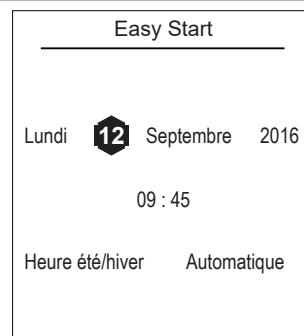 Easy Start
Lundi 12 Septembre 2016
09 : 45
Heure été/hiver Automatique